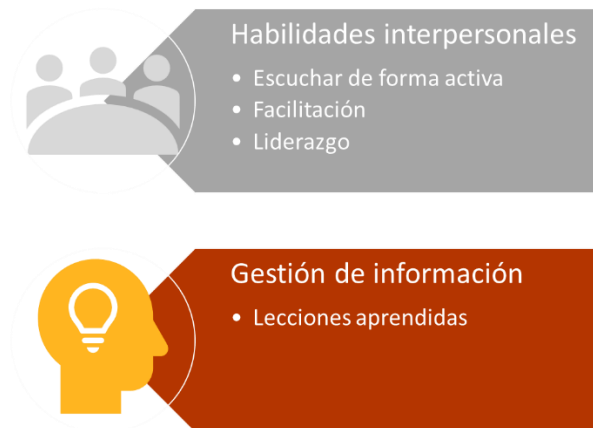 Habilidades interpersonales
• Escuchar de forma activa
• Facilitación
• Liderazgo
Gestión de información
• Lecciones aprendidas